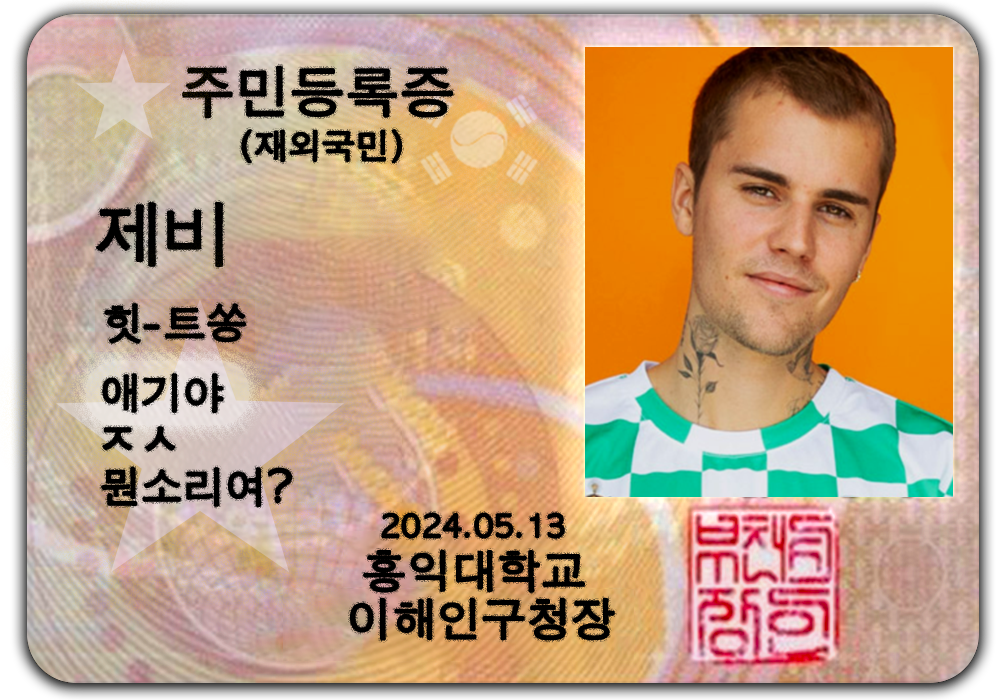 주민등록증
(재외국민)
제비
힛-트쏭
애기야
ㅈㅅ
뭔소리여?
2024.05.13
홍익대학교
이해인구청장